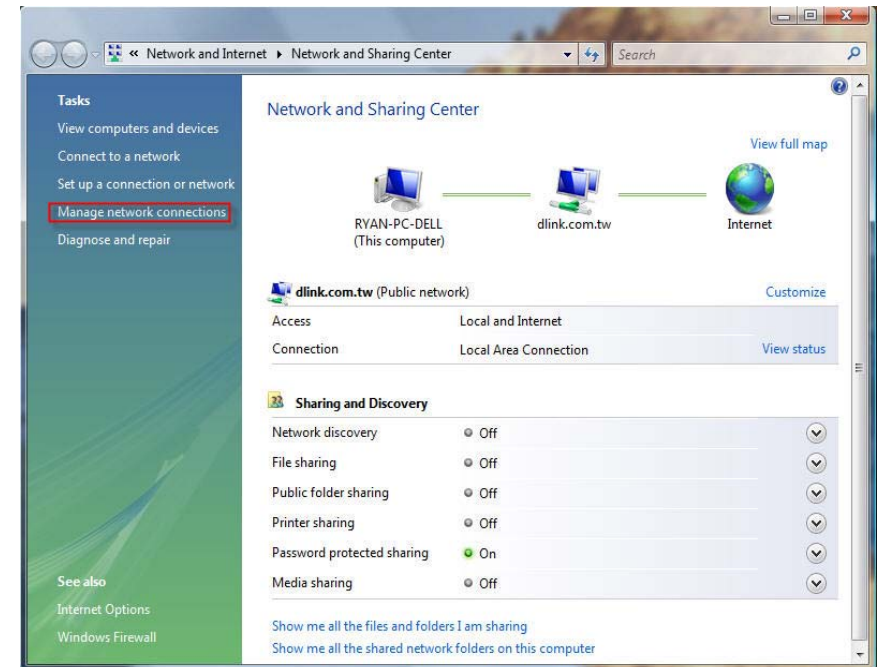 « Network and Internet ▸ Network and Sharing Center
Search
Tasks
View computers and devices
Connect to a network
Set up a connection or network
Manage network connections
Diagnose and repair
See also
Internet Options
Windows Firewall
Network and Sharing Center
View full map
RYAN-PC-DELL
(This computer)
dlink.com.tw
Internet
dlink.com.tw (Public network)
Customize
Access Local and Internet
Connection Local Area Connection View status
Sharing and Discovery
Network discovery Off
File sharing Off
Public folder sharing Off
Printer sharing Off
Password protected sharing On
Media sharing Off
Show me all the files and folders I am sharing
Show me all the shared network folders on this computer